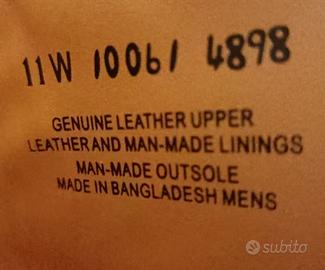 11W 10061 4898
GENUINE LEATHER UPPER
LEATHER AND MAN-MADE LININGS
MAN-MADE OUTSOLE
MADE IN BANGLADESH MENS
subito